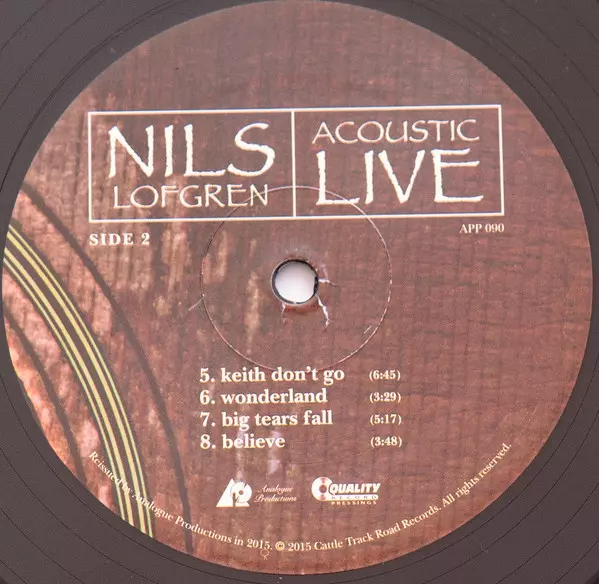 NILS
LOFGREN
ACOUSTIC
LIVE
SIDE 2
APP 090
5. keith don't go (6:45)
6. wonderland (3:29)
7. big tears fall (5:17)
8. believe (3:48)
Analogue
Productions
QUALITY
RECORD
PRESSINGS
Reissued by Analogue Productions in 2015. © 2015 Cattle Track Road Records. All rights reserved.